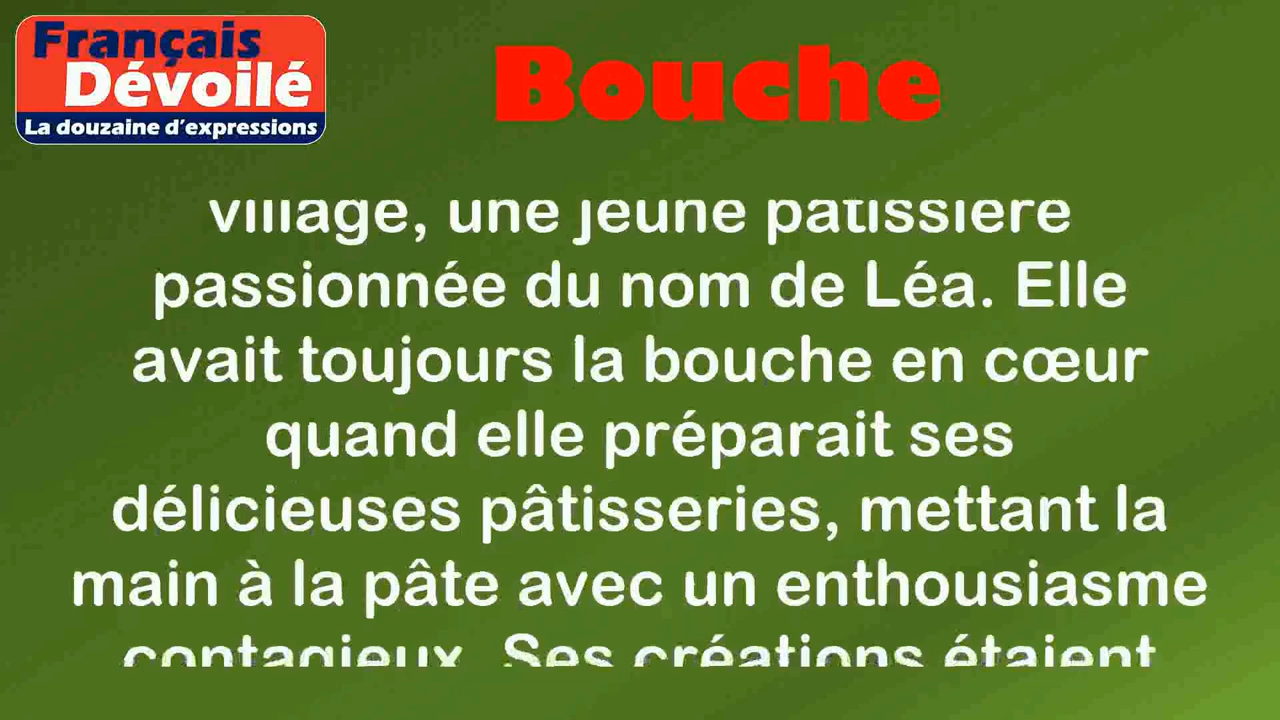 Français
Dévoilé
La douzaine d'expressions
Bouche
village, une jeune pâtissière
passionnée du nom de Léa. Elle
avait toujours la bouche en cœur
quand elle préparait ses
délicieuses pâtisseries, mettant la
main à la pâte avec un enthousiasme
contagieux. Ses créations étaient